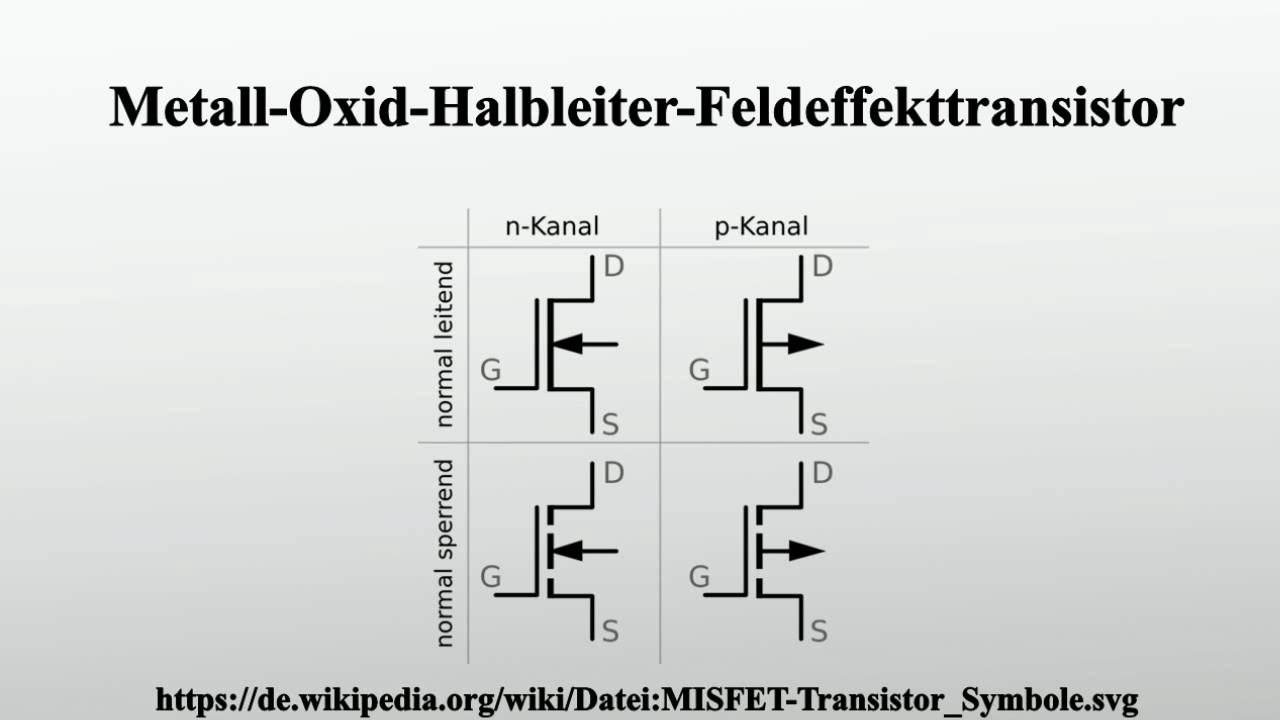 Metall-Oxid-Halbleiter-Feldeffekttransistor
n-Kanal p-Kanal
normal leitend
D D
G G
S S
normal sperrend
D D
G G
S S
https://de.wikipedia.org/wiki/Datei:MISFET-Transistor_Symbole.svg